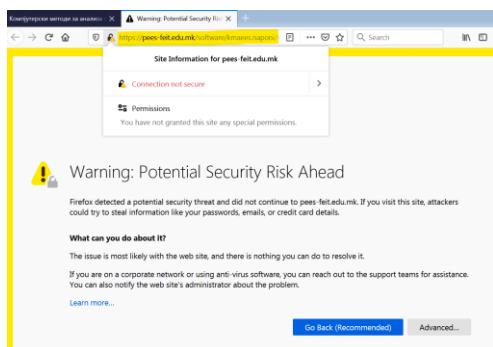 Компјутерски методи за анализа
Warning: Potential Security Ris
https://pees-feit.edu.mk/software/kmaees.napon
Search
Site Information for pees-feit.edu.mk
Connection not secure
Permissions
You have not granted this site any special permissions.
Warning: Potential Security Risk Ahead
Firefox detected a potential security threat and did not continue to pees-feit.edu.mk. If you visit this site, attackers
could try to steal information like your passwords, emails, or credit card details.
What can you do about it?
The issue is most likely with the web site, and there is nothing you can do to resolve it.
If you are on a corporate network or using anti-virus software, you can reach out to the support teams for assistance.
You can also notify the web site's administrator about the problem.
Learn more...
Go Back (Recommended) Advanced...